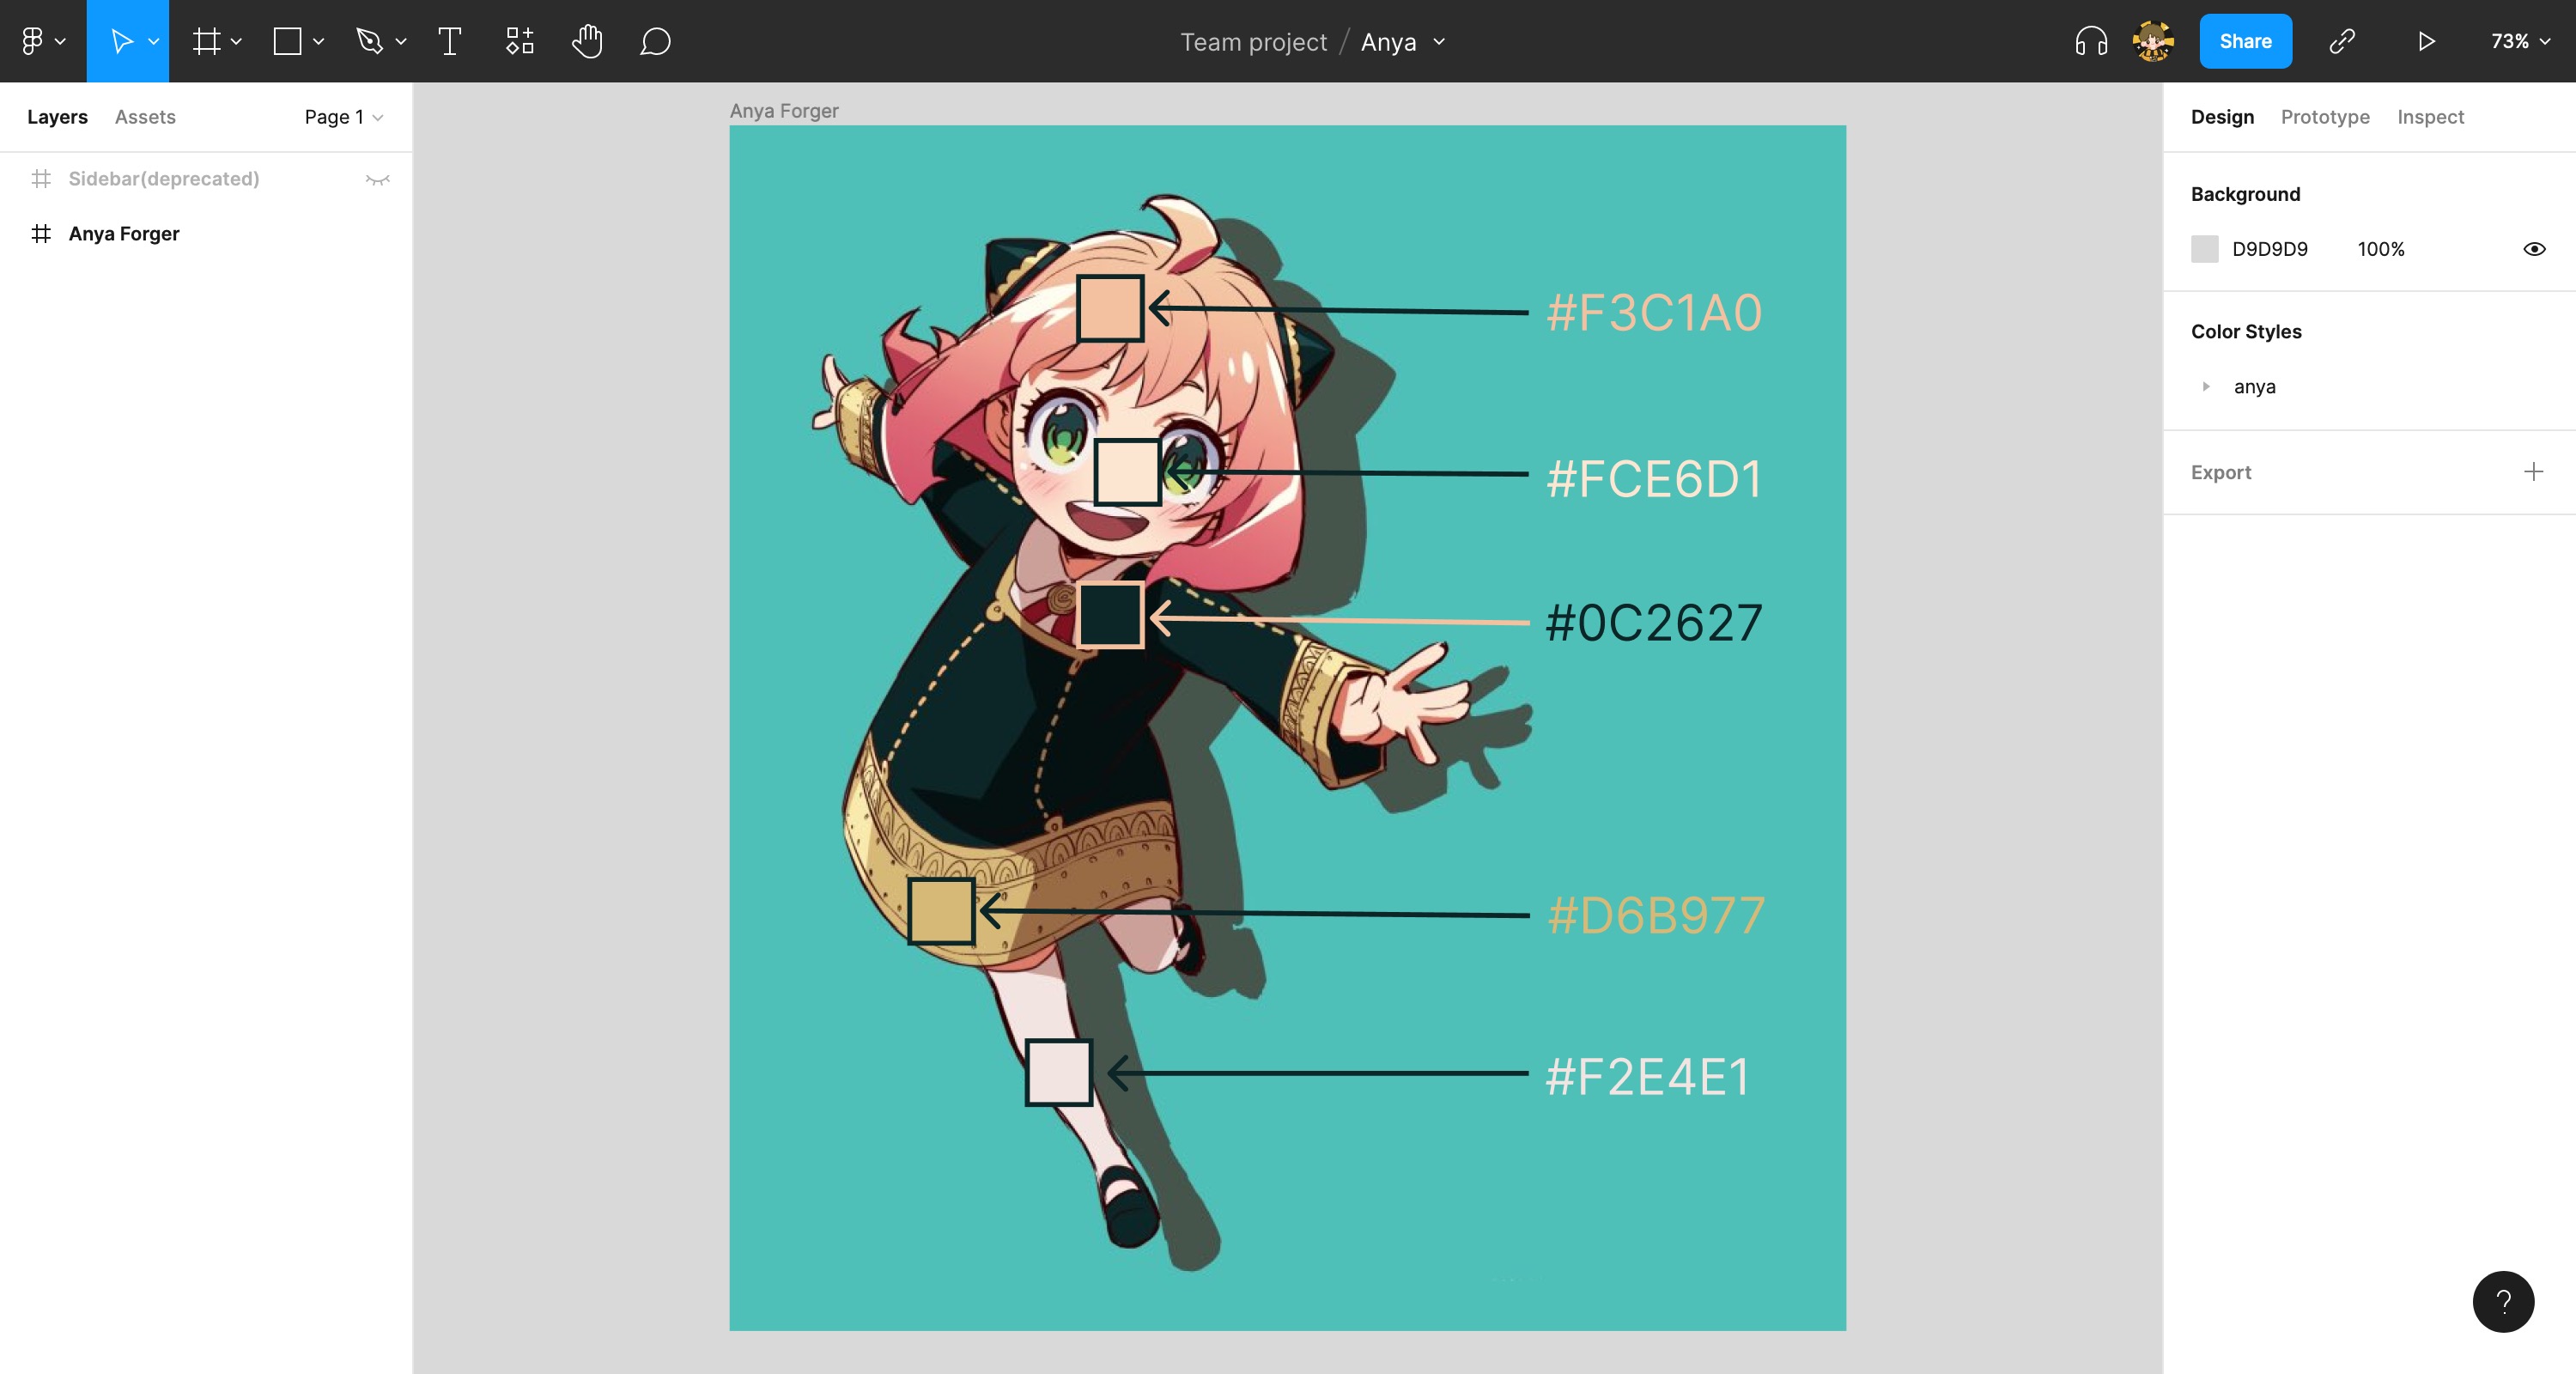 Team project / Anya
Share
73%
Layers
Assets
Page 1
Sidebar(deprecated)
Anya Forger
Anya Forger
#F3C1A0
#FCE6D1
#0C2627
#D6B977
#F2E4E1
Design
Prototype
Inspect
Background
D9D9D9
100%
Color Styles
anya
Export
?